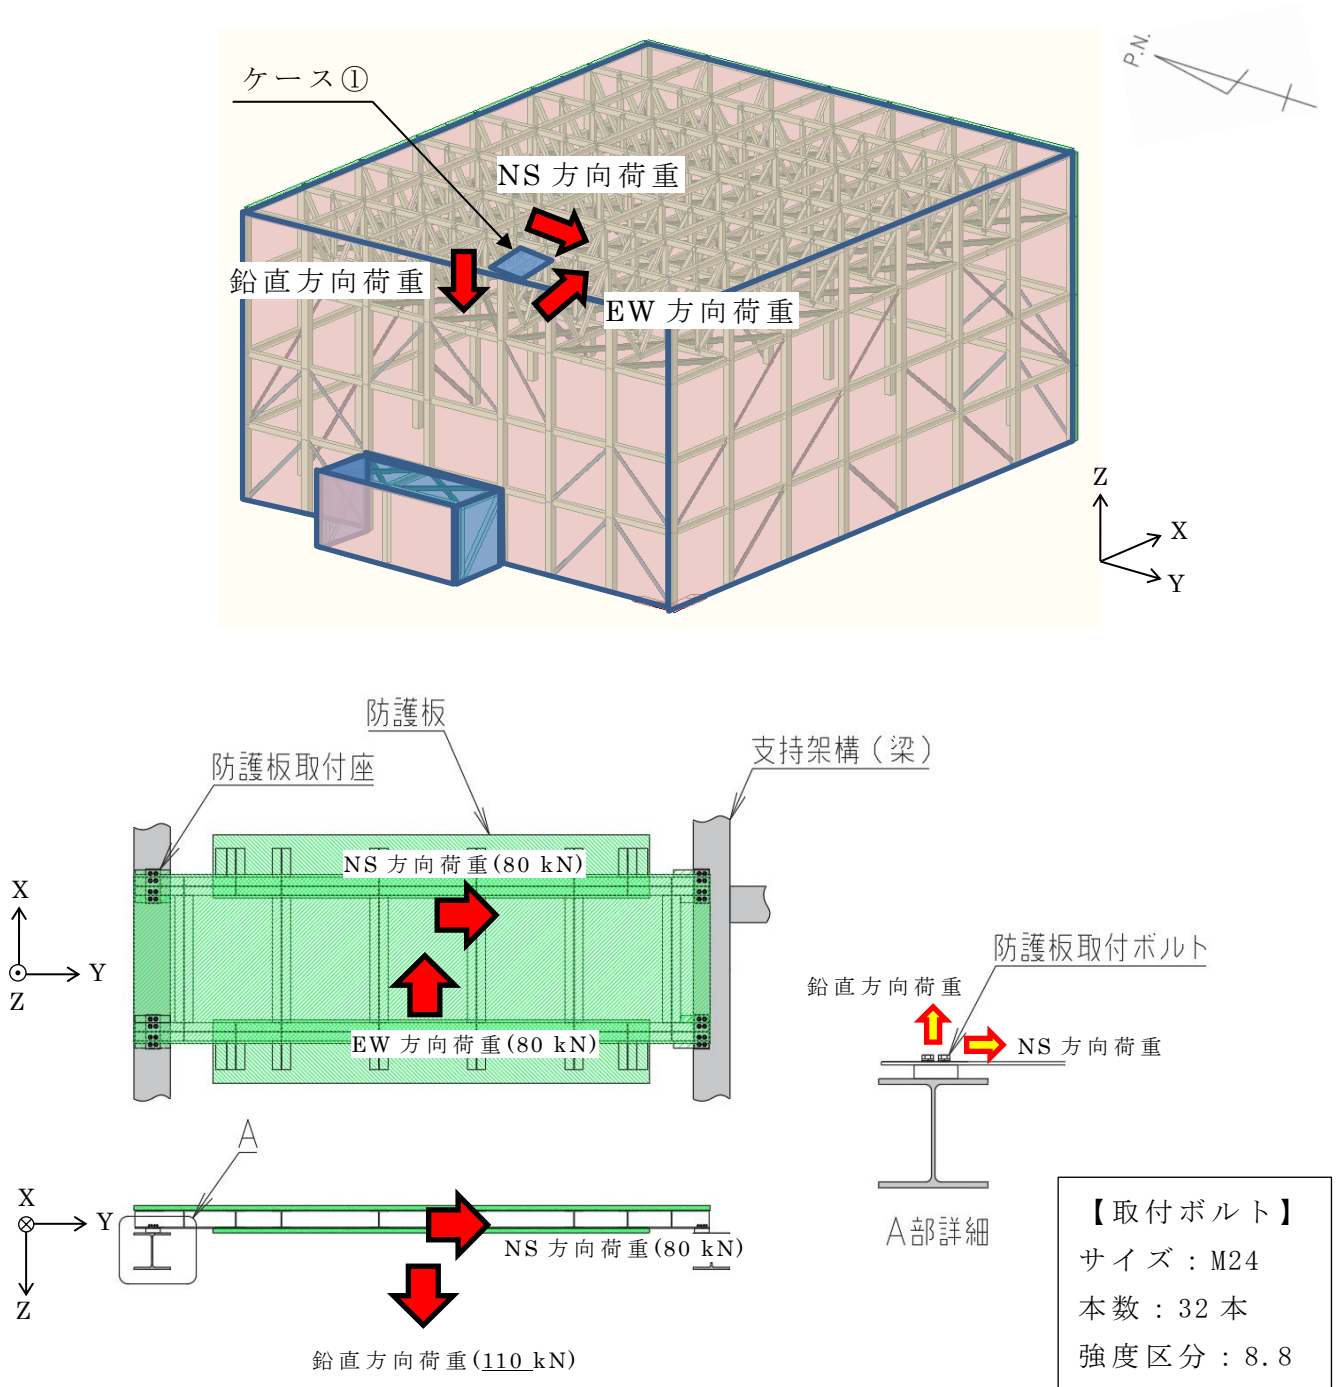 P.N.
ケース①
NS 方向荷重
鉛直方向荷重
EW 方向荷重
Z
X
Y
防護板
防護板取付座
支持架構（梁）
NS 方向荷重(80 kN)
X
Y
Z
EW 方向荷重(80 kN)
防護板取付ボルト
鉛直方向荷重
NS 方向荷重
A
X
Y
Z
NS 方向荷重(80 kN)
鉛直方向荷重(110 kN)
A部詳細
【取付ボルト】
サイズ：M24
本数：32 本
強度区分：8.8